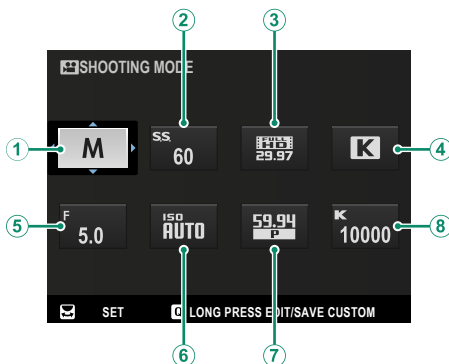 2 3
SHOOTING MODE
1 M S.S. 60 FULL HD 29.97 K 4
5 F 5.0 ISO AUTO 59.94 P K 10000 8
SET Q LONG PRESS EDIT/SAVE CUSTOM
6 7